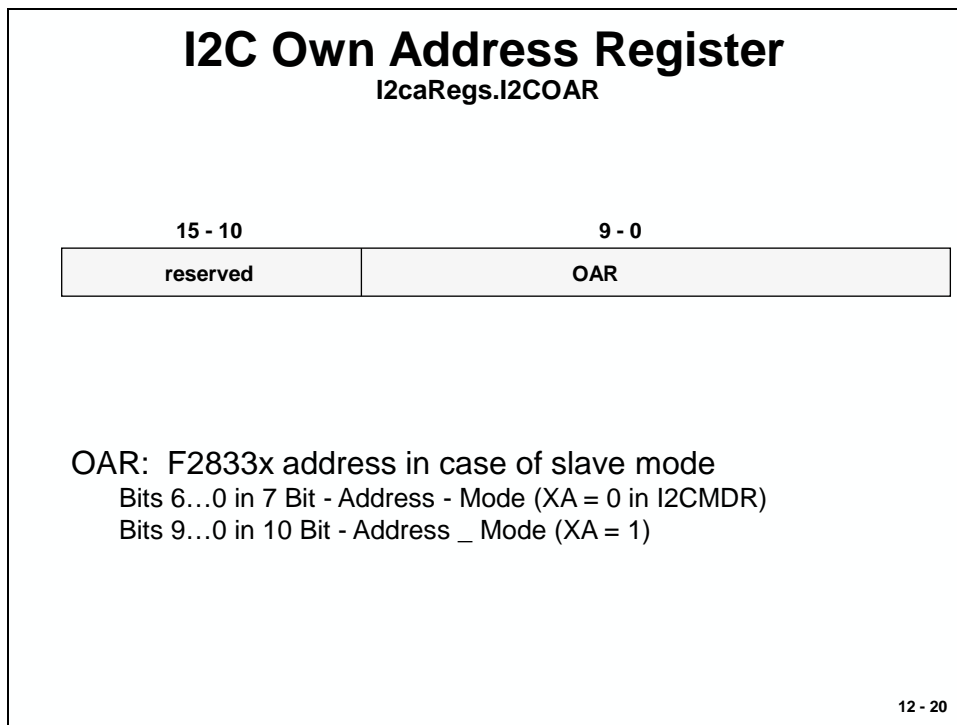 I2C Own Address Register
I2caRegs.I2COAR
15 - 10 9 - 0
reserved OAR
OAR: F2833x address in case of slave mode
Bits 6…0 in 7 Bit - Address - Mode (XA = 0 in I2CMDR)
Bits 9…0 in 10 Bit - Address _ Mode (XA = 1)
12 - 20